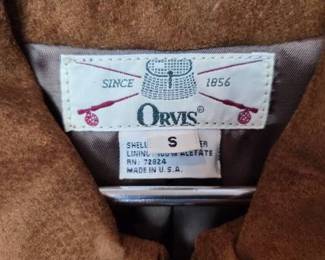 SINCE 1856
ORVIS®
S
SHELL
LINING 100% ACETATE
RN: 72824
MADE IN U.S.A.